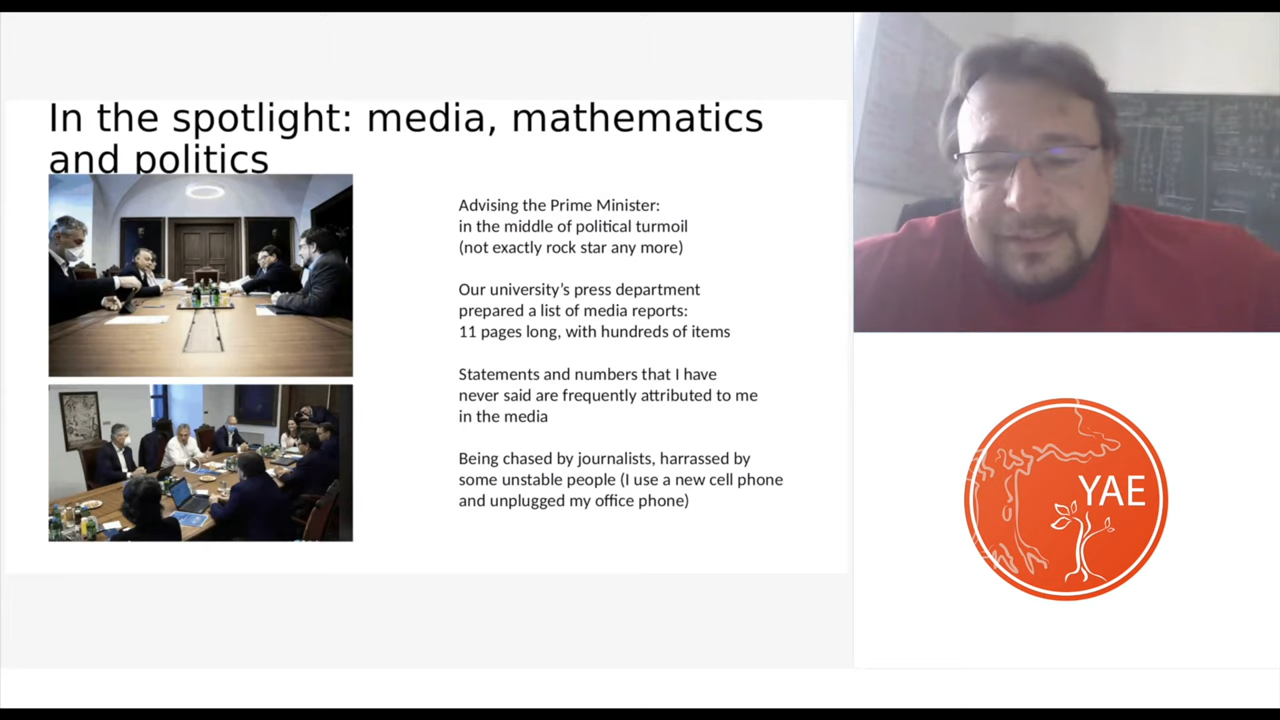 In the spotlight: media, mathematics
and politics
Advising the Prime Minister:
in the middle of political turmoil
(not exactly rock star any more)
Our university’s press department
prepared a list of media reports:
11 pages long, with hundreds of items
Statements and numbers that I have
never said are frequently attributed to me
in the media
Being chased by journalists, harrassed by
some unstable people (I use a new cell phone
and unplugged my office phone)
YAE